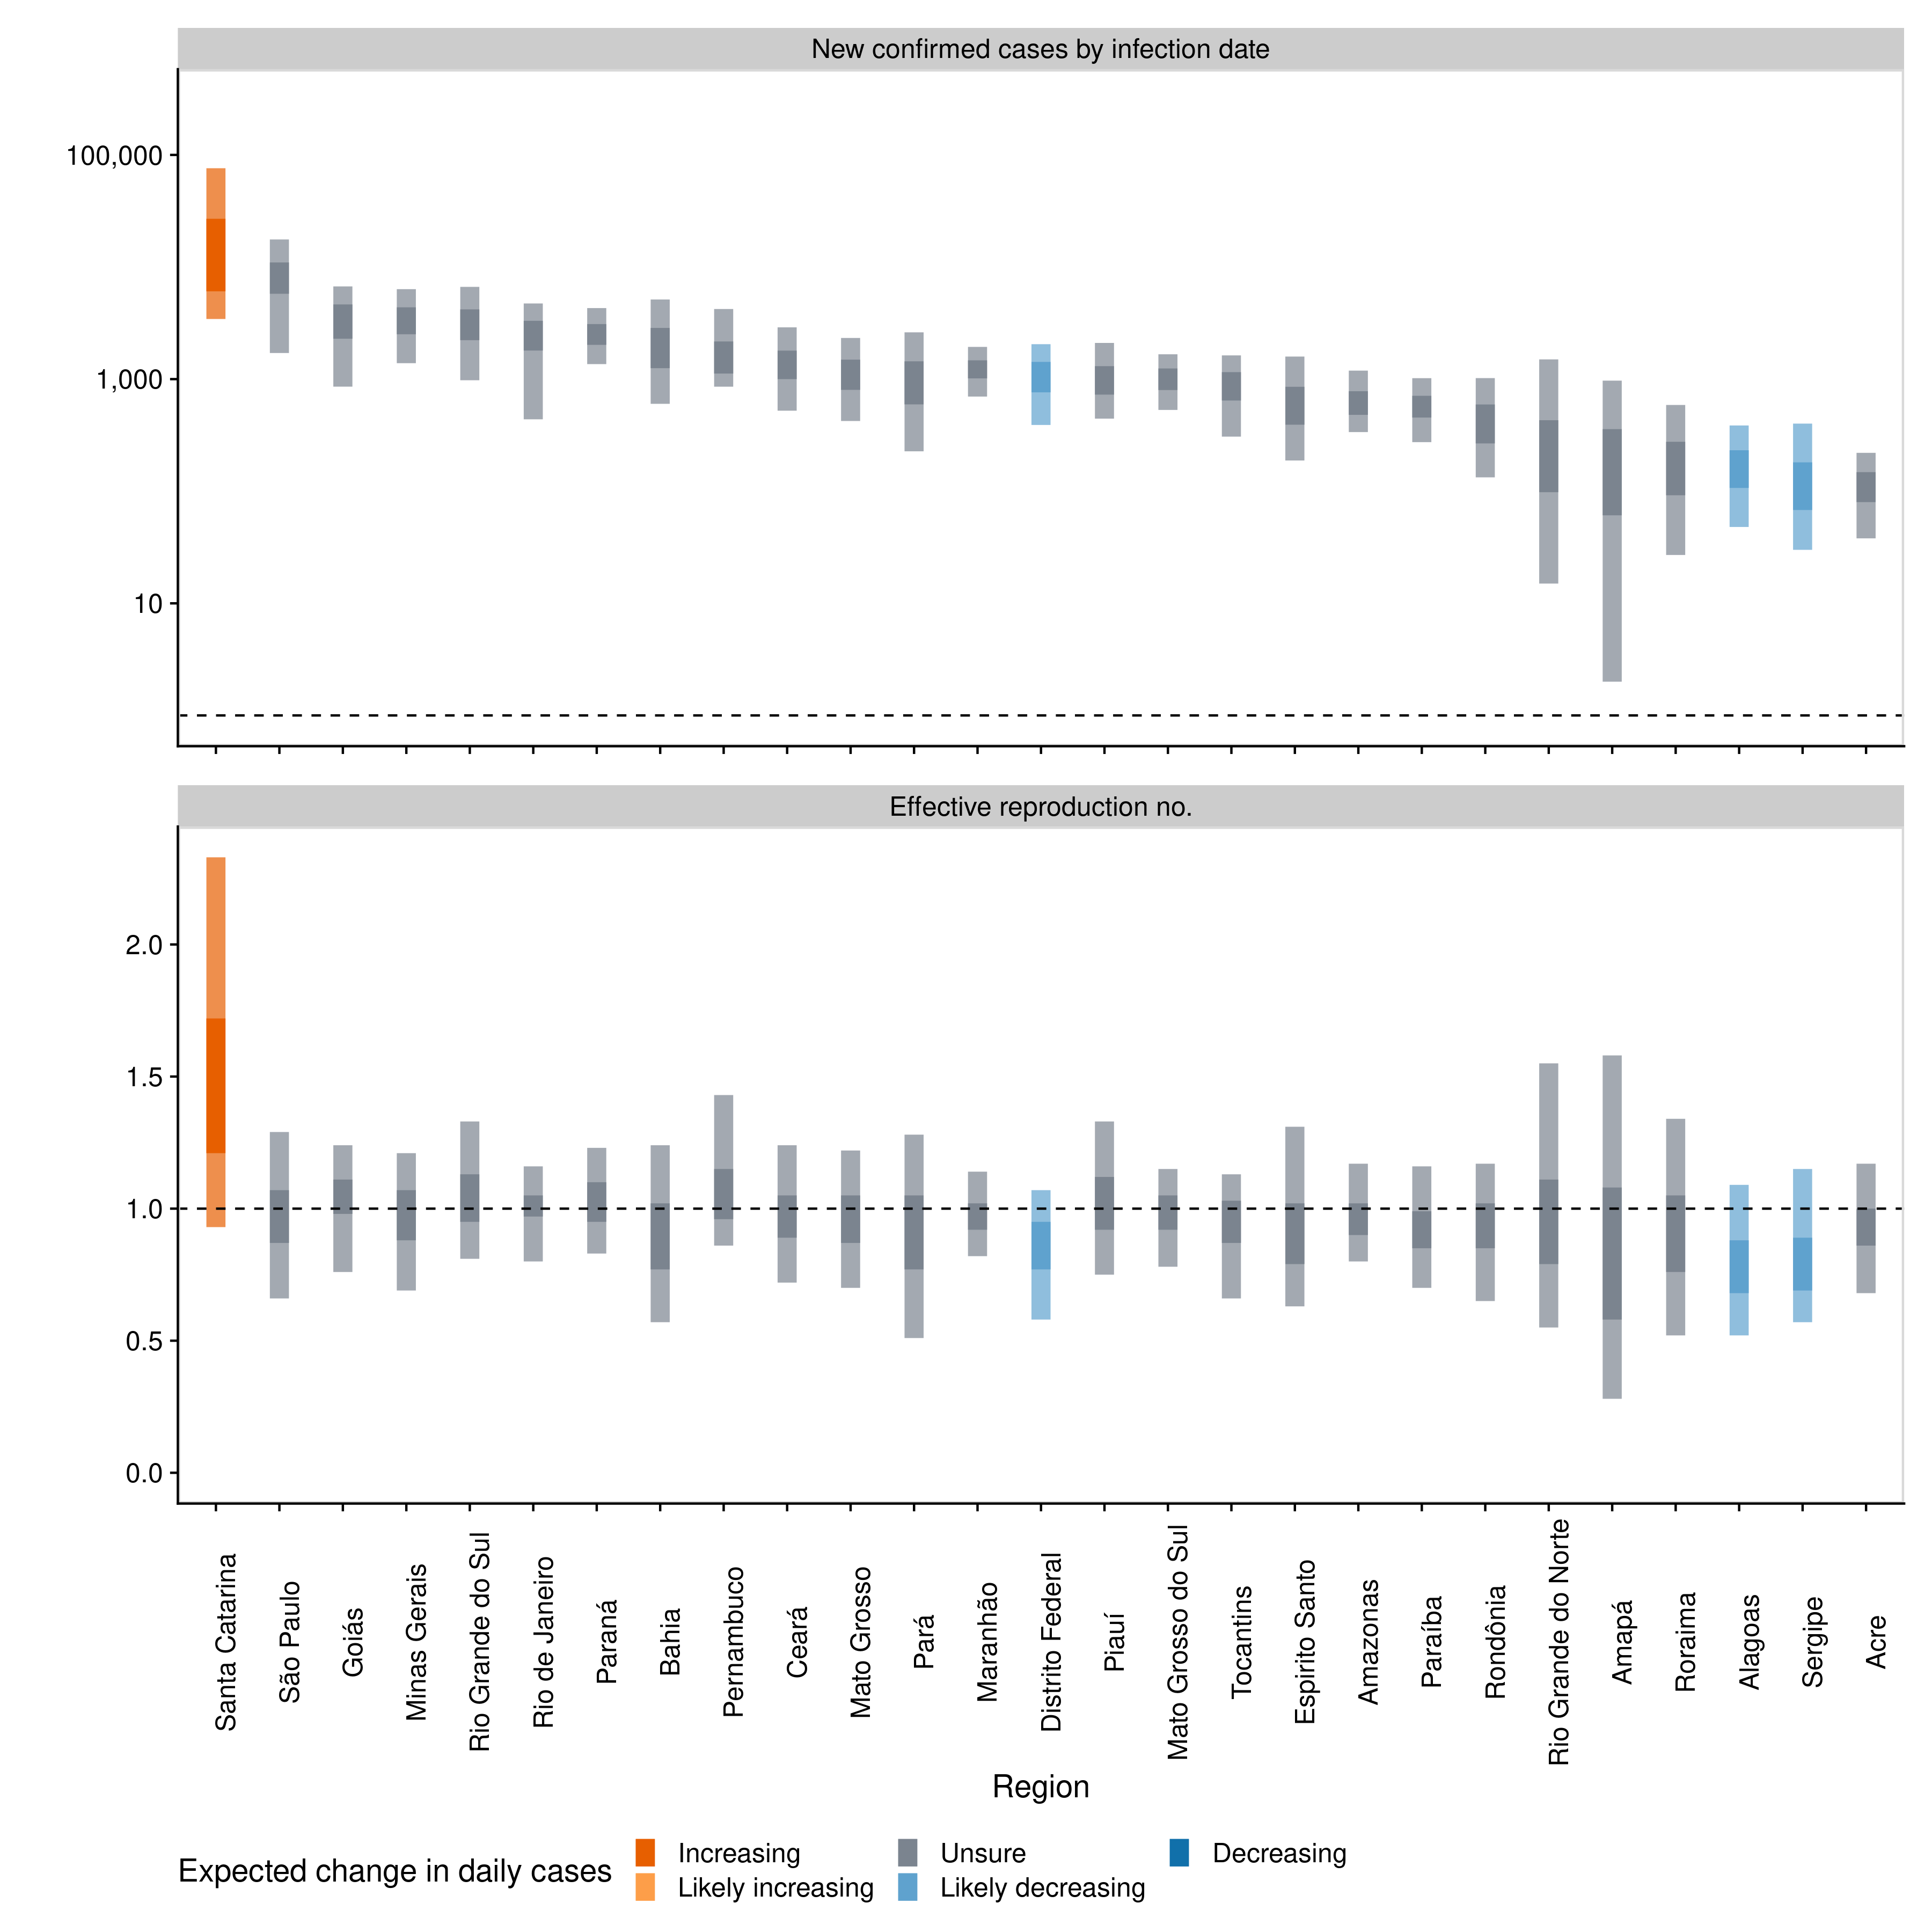 New confirmed cases by infection date
100,000
1,000
10
Effective reproduction no.
2.0
1.5
1.0
0.5
0.0
Santa Catarina
São Paulo
Goiás
Minas Gerais
Rio Grande do Sul
Rio de Janeiro
Paraná
Bahia
Pernambuco
Ceará
Mato Grosso
Pará
Maranhão
Distrito Federal
Piauí
Mato Grosso do Sul
Tocantins
Espirito Santo
Amazonas
Paraíba
Rondônia
Rio Grande do Norte
Amapá
Roraima
Alagoas
Sergipe
Acre
Region
Expected change in daily cases
Increasing
Likely increasing
Unsure
Likely decreasing
Decreasing